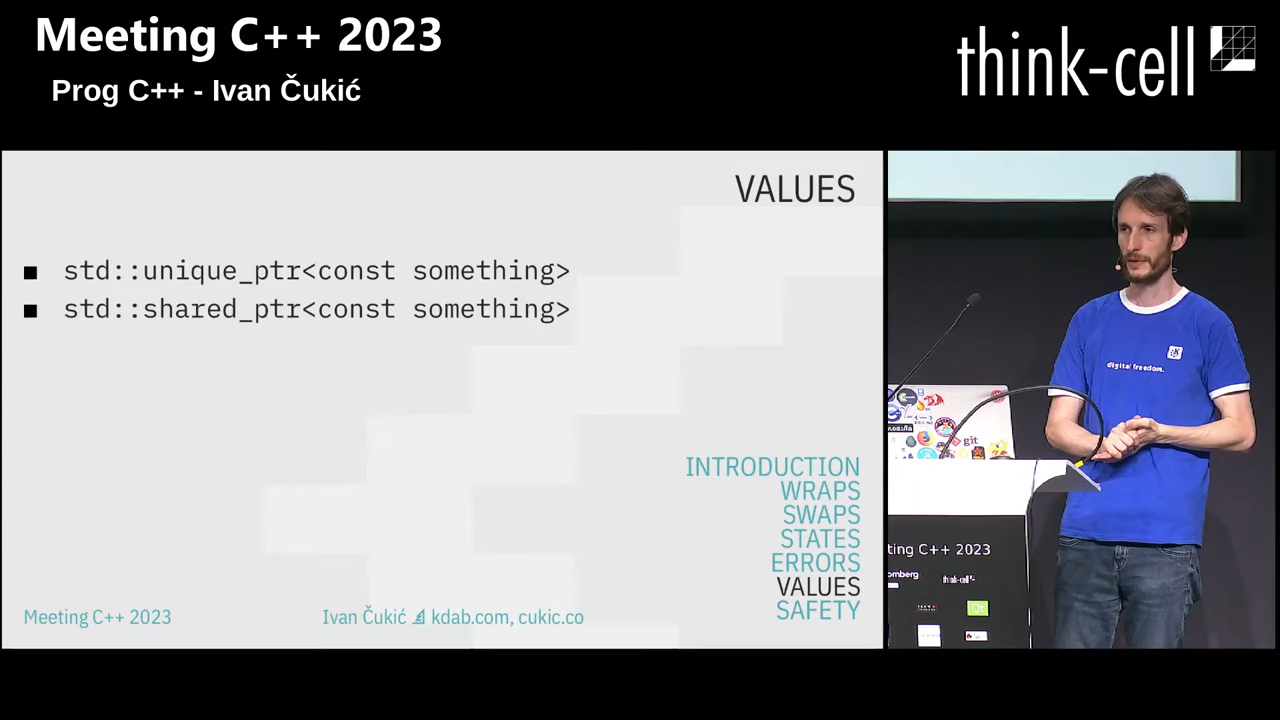 Meeting C++ 2023
Prog C++ - Ivan Čukić
think-cell
VALUES
■ std::unique_ptr<const something>
■ std::shared_ptr<const something>
INTRODUCTION
WRAPS
SWAPS
STATES
ERRORS
VALUES
SAFETY
Meeting C++ 2023
Ivan Čukić
kdab.com, cukic.co
digital freedom.
git
ting C++ 2023
omberg
think-cell
Qt